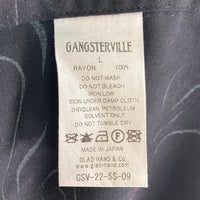 GANGSTERVILLE
L
RAYON 100%
DO NOT WASH
DO NOT BLEACH
IRON LOW
IRON UNDER DAMP CLOTH
DRYCLEAN PETROLEUM
SOLVENT ONLY
DO NOT TUMBLE DRY
MADE IN JAPAN
GLAD HAND & Co.
www.glad-hand.com
GSV-22-SS-09